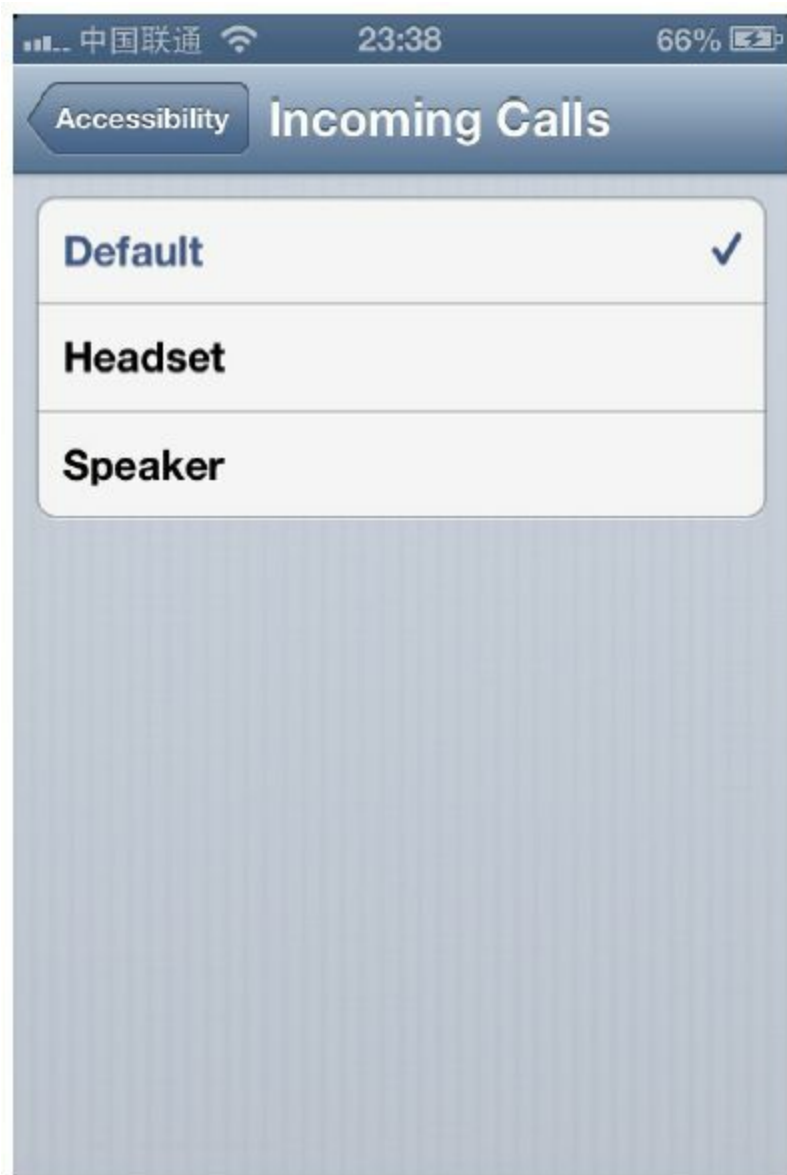 中国联通 23:38 66%
Accessibility Incoming Calls
Default
Headset
Speaker